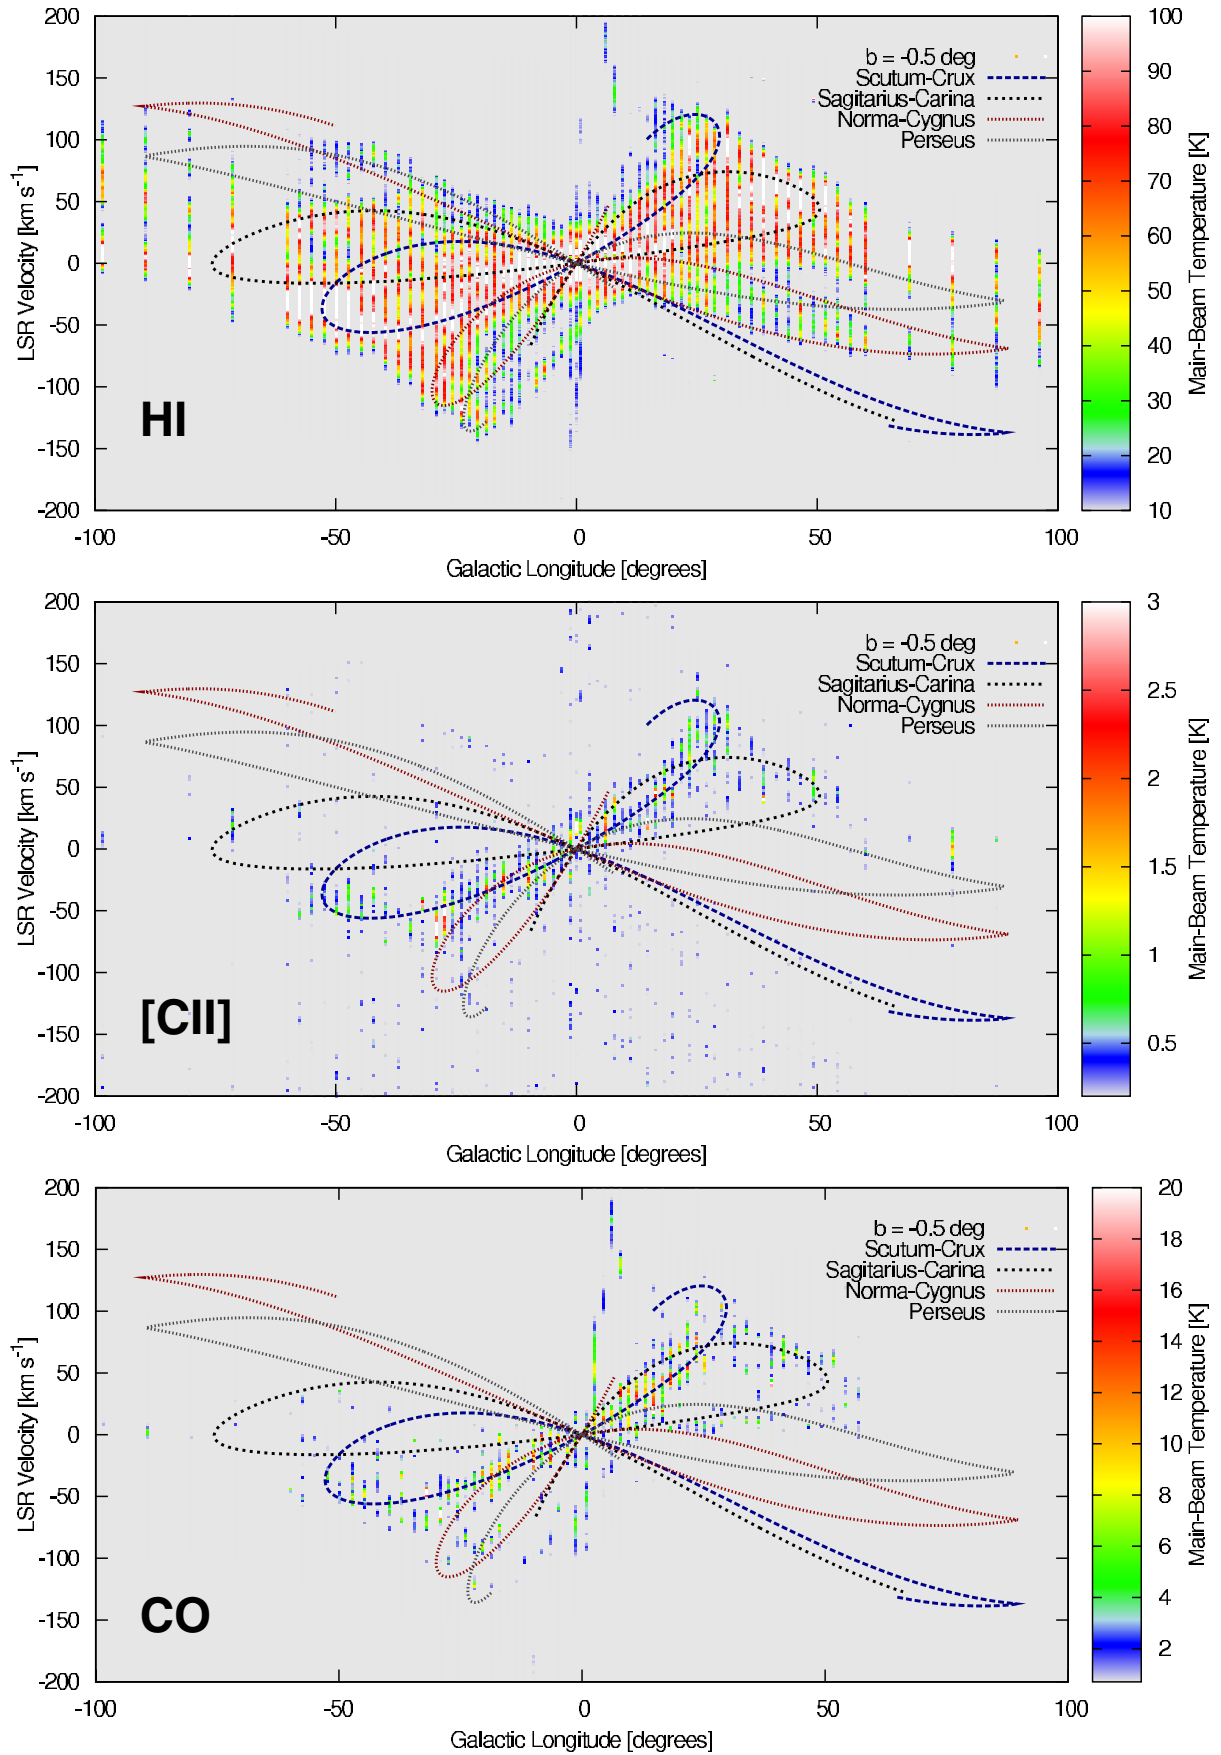 200
150
100
50
0
-50
-100
-150
-200
LSR Velocity [km s-1]
b = -0.5 deg
Scutum-Crux
Sagitarius-Carina
Norma-Cygnus
Perseus
HI
-100
-50
0
50
100
Galactic Longitude [degrees]
100
90
80
70
60
50
40
30
20
10
Main-Beam Temperature [K]
200
150
100
50
0
-50
-100
-150
-200
LSR Velocity [km s-1]
b = -0.5 deg
Scutum-Crux
Sagitarius-Carina
Norma-Cygnus
Perseus
[CII]
-100
-50
0
50
100
Galactic Longitude [degrees]
3
2.5
2
1.5
1
0.5
Main-Beam Temperature [K]
200
150
100
50
0
-50
-100
-150
-200
LSR Velocity [km s-1]
b = -0.5 deg
Scutum-Crux
Sagitarius-Carina
Norma-Cygnus
Perseus
CO
-100
-50
0
50
100
Galactic Longitude [degrees]
20
18
16
14
12
10
8
6
4
2
Main-Beam Temperature [K]